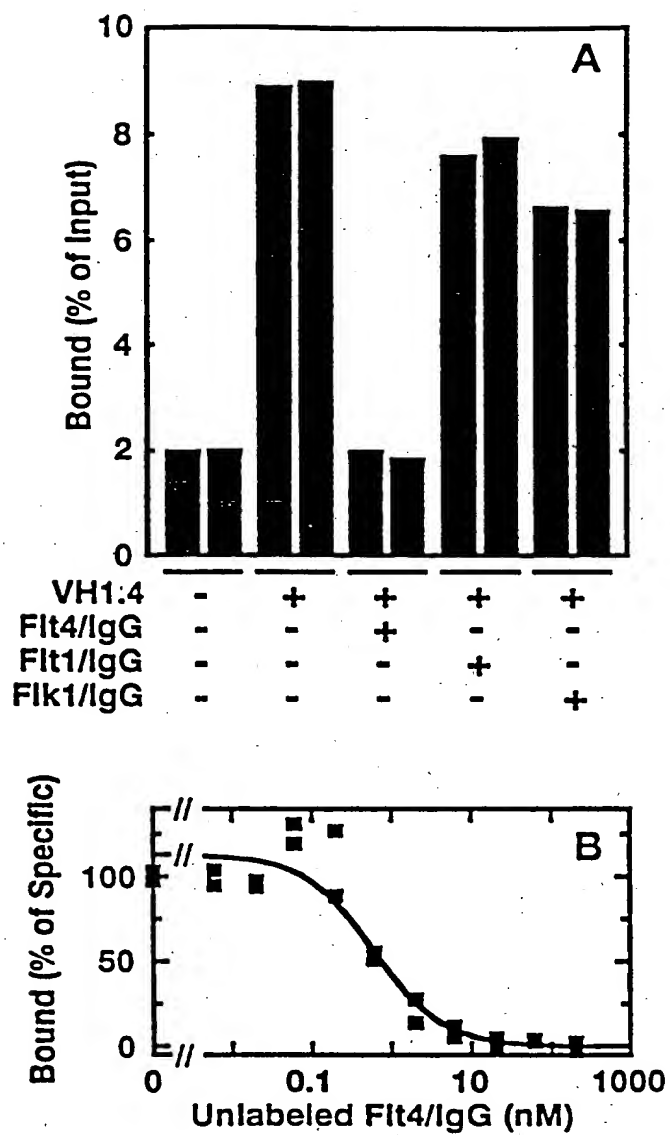 A
Bound (% of Input)
10
8
6
4
2
0
VH1:4 - + + + +
Flt4/IgG - - + - -
Flt1/IgG - - - + -
Flk1/IgG - - - - +
B
Bound (% of Specific)
100
50
0
0 // 0.1 10 1000
Unlabeled Flt4/IgG (nM)